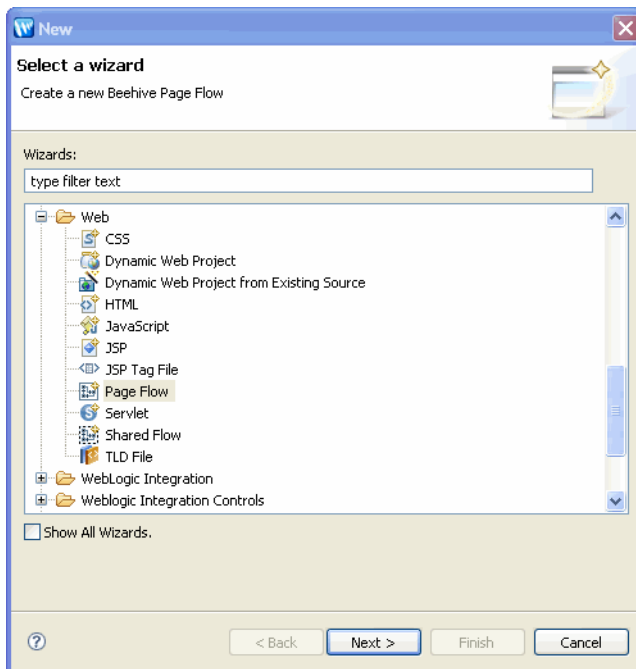 New
Select a wizard
Create a new Beehive Page Flow
Wizards:
type filter text
Web
CSS
Dynamic Web Project
Dynamic Web Project from Existing Source
HTML
JavaScript
JSP
JSP Tag File
Page Flow
Servlet
Shared Flow
TLD File
WebLogic Integration
Weblogic Integration Controls
Show All Wizards.
< Back Next > Finish Cancel